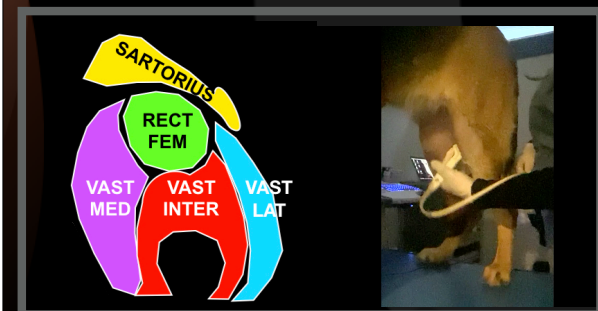 SARTORIUS
RECT
FEM
VAST
MED
VAST
INTER
VAST
LAT